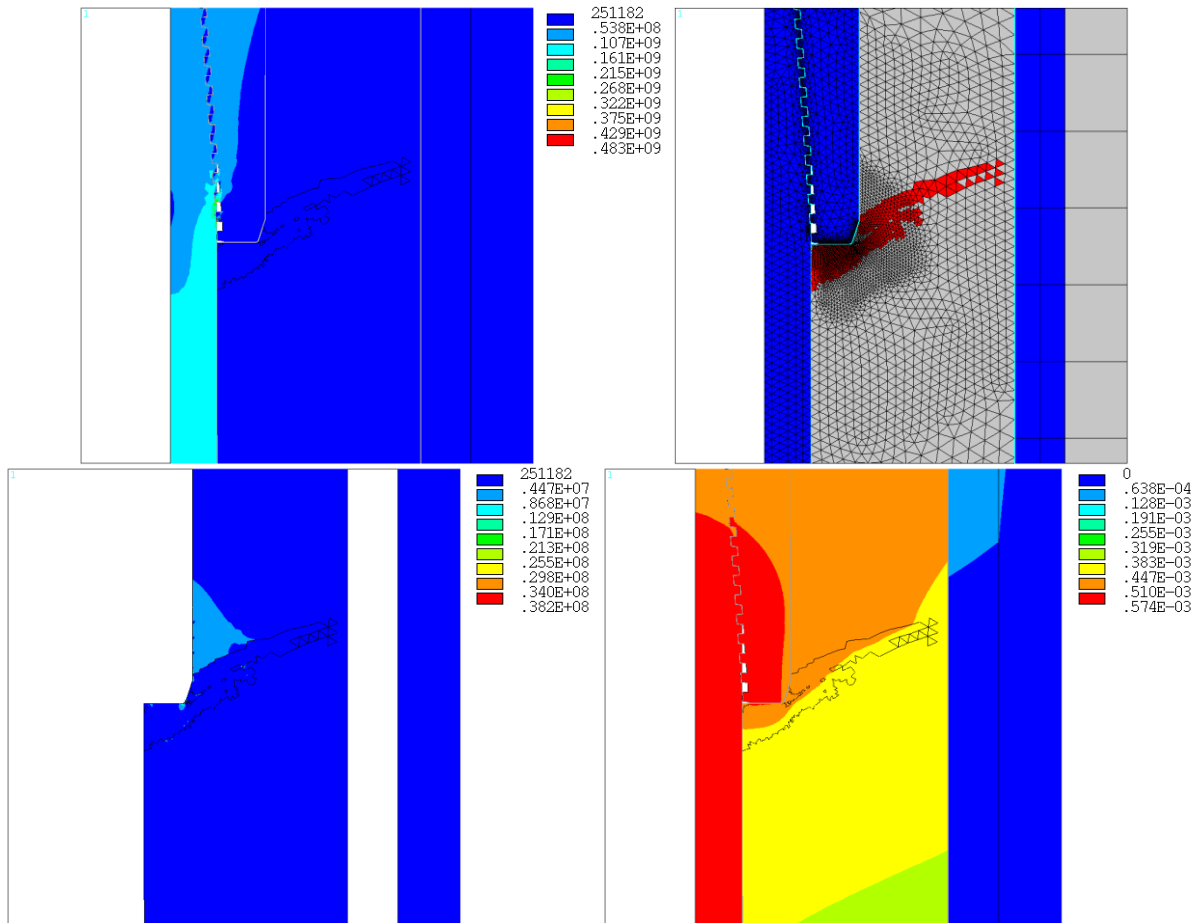 1
251182
.538E+08
.107E+09
.161E+09
.215E+09
.268E+09
.322E+09
.375E+09
.429E+09
.483E+09
1
1
251182
.447E+07
.868E+07
.129E+08
.171E+08
.213E+08
.255E+08
.298E+08
.340E+08
.382E+08
1
0
.638E-04
.128E-03
.191E-03
.255E-03
.319E-03
.383E-03
.447E-03
.510E-03
.574E-03